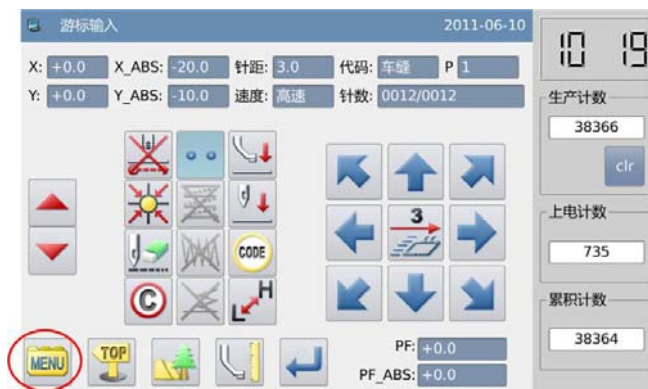 游标输入 2011-06-10
10 19
X: +0.0 X_ABS: -20.0 针距: 3.0 代码: 车缝 P 1
Y: +0.0 Y_ABS: -10.0 速度: 高速 针数: 0012/0012
生产计数
38366
clr
3
上电计数
735
CODE
C
L H
累积计数
38364
MENU TOP
PF: +0.0
PF_ABS: +0.0